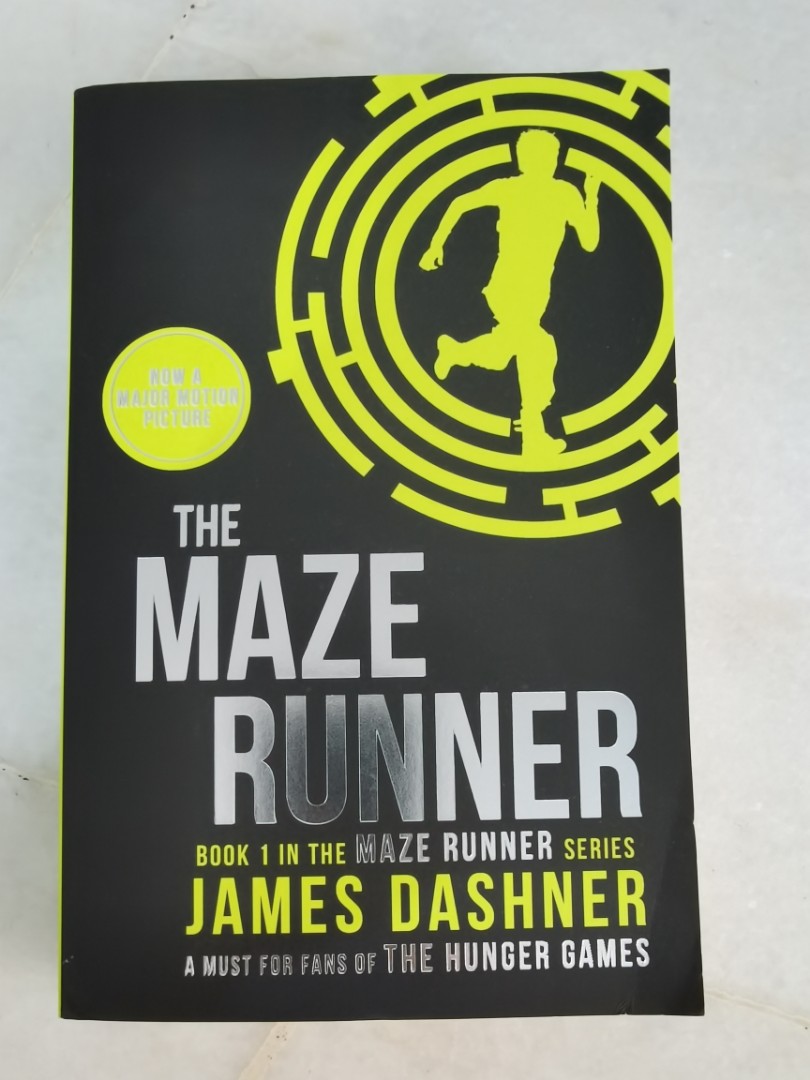 NOW A
MAJOR MOTION
PICTURE
THE
MAZE
RUNNER
BOOK 1 IN THE MAZE RUNNER SERIES
JAMES DASHNER
A MUST FOR FANS OF THE HUNGER GAMES